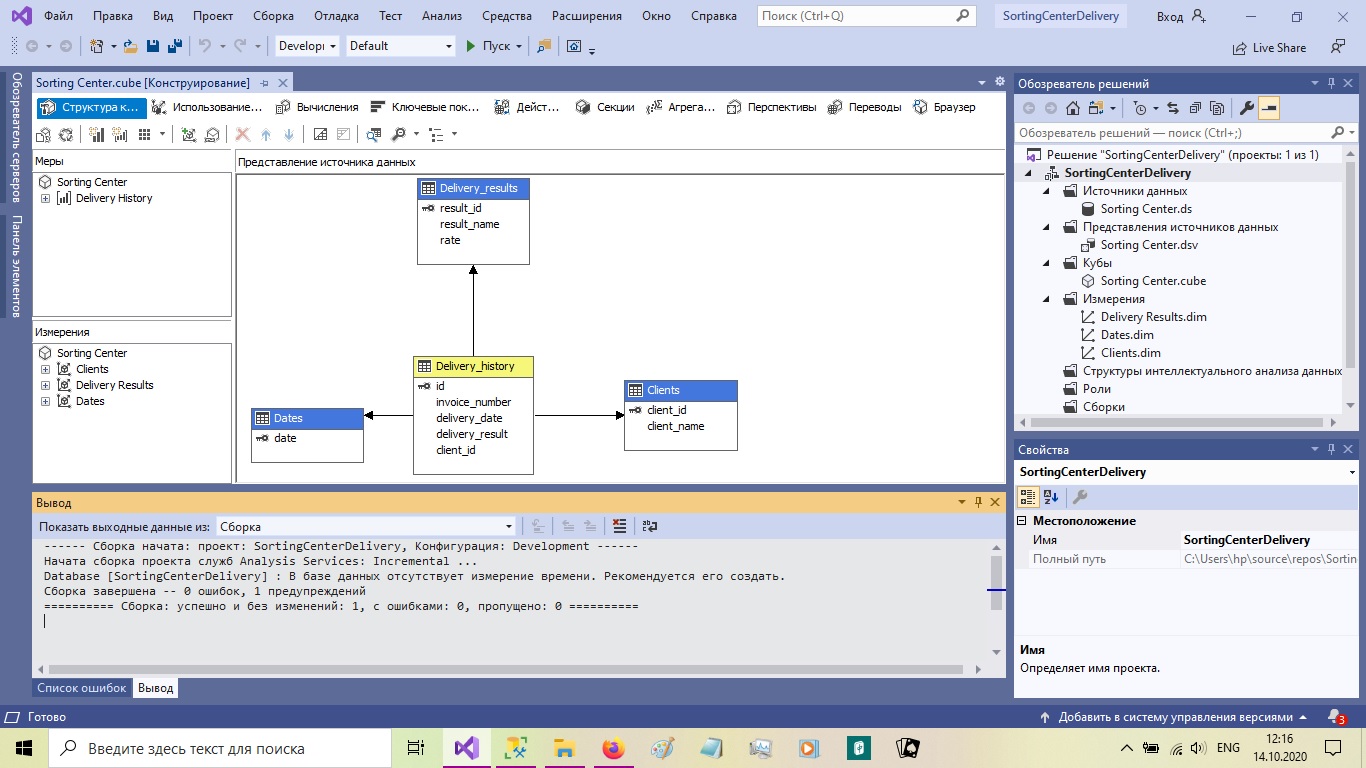 Файл Правка Вид Проект Сборка Отладка Тест Анализ Средства Расширения Окно Справка Поиск (Ctrl+Q) SortingCenterDelivery Вход
Developı Default Пуск Live Share
Обозреватель серверов
Панель элементов
Sorting Center.cube [Конструирование]
Структура к... Использование... Вычисления Ключевые пок... Дейст... Секции Агрега... Перспективы Переводы Браузер
Меры
Sorting Center
Delivery History
Измерения
Sorting Center
Clients
Delivery Results
Dates
Представление источника данных
Delivery_results
result_id
result_name
rate
Delivery_history
id
invoice_number
delivery_date
delivery_result
client_id
Dates
date
Clients
client_id
client_name
Вывод
Показать выходные данные из: Сборка
------ Сборка начата: проект: SortingCenterDelivery, Конфигурация: Development ------
Начата сборка проекта служб Analysis Services: Incremental ...
Database [SortingCenterDelivery] : В базе данных отсутствует измерение времени. Рекомендуется его создать.
Сборка завершена -- 0 ошибок, 1 предупреждений
========== Сборка: успешно и без изменений: 1, с ошибками: 0, пропущено: 0 ==========
Список ошибок Вывод
Обозреватель решений
Обозреватель решений — поиск (Ctrl+;)
Решение "SortingCenterDelivery" (проекты: 1 из 1)
SortingCenterDelivery
Источники данных
Sorting Center.ds
Представления источников данных
Sorting Center.dsv
Кубы
Sorting Center.cube
Измерения
Delivery Results.dim
Dates.dim
Clients.dim
Структуры интеллектуального анализа данных
Роли
Сборки
Свойства
SortingCenterDelivery
Местоположение
Имя SortingCenterDelivery
Полный путь C:\Users\hp\source\repos\Sortin
Имя
Определяет имя проекта.
Готово Добавить в систему управления версиями 3
Введите здесь текст для поиска ENG 12:16
14.10.2020